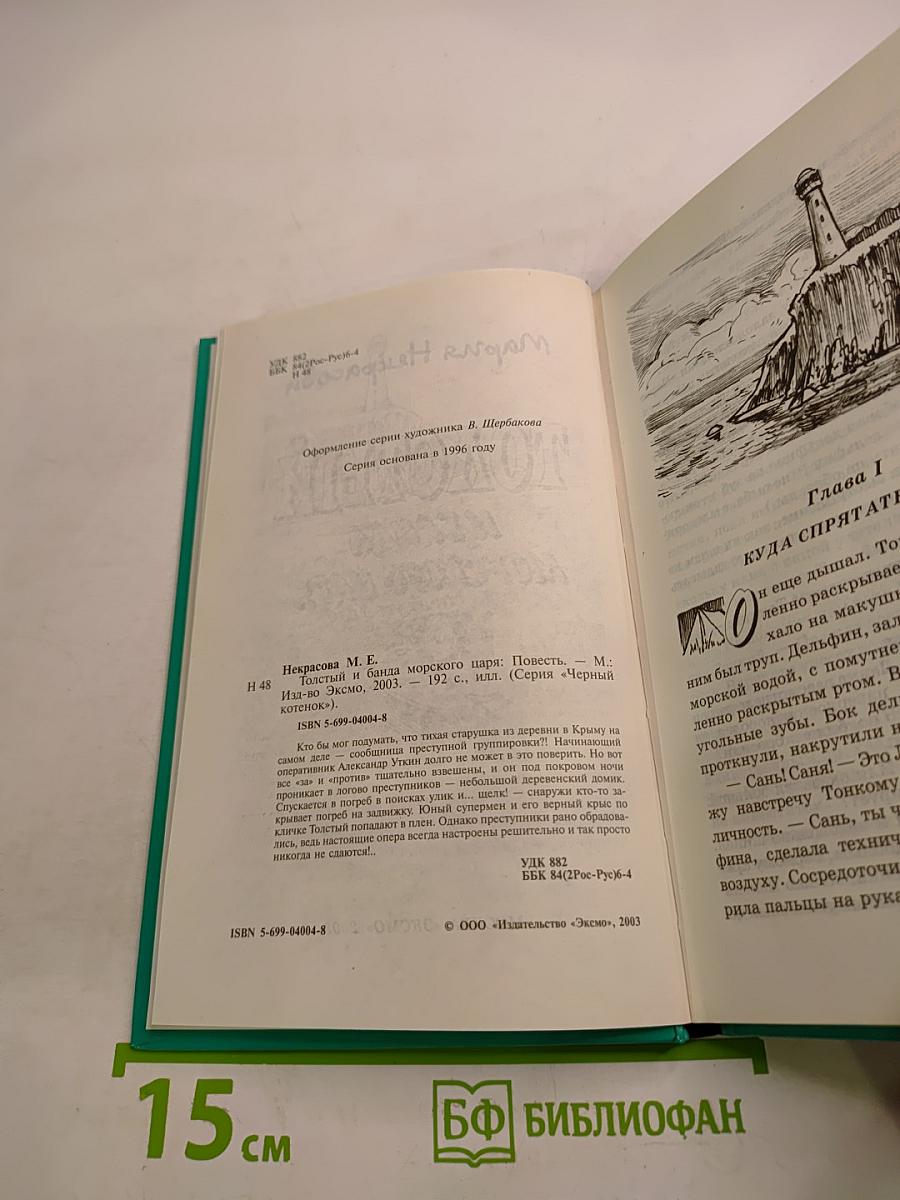 УДК 882
ББК 84(2Рос-Рус)6-4
Н 48
Оформление серии художника В. Щербакова
Серия основана в 1996 году
Некрасова М. Е.
Н 48 Толстый и банда морского царя: Повесть. — М.:
Изд-во Эксмо, 2003. — 192 с., илл. (Серия «Черный
котенок»).
ISBN 5-699-04004-8
Кто бы мог подумать, что тихая старушка из деревни в Крыму на
самом деле — сообщница преступной группировки?! Начинающий
оперативник Александр Уткин долго не может в это поверить. Но вот
все «за» и «против» тщательно взвешены, и он под покровом ночи
проникает в логово преступников — небольшой деревенский домик.
Спускается в погреб в поисках улик и... щелк! — снаружи кто-то за-
крывает погреб на задвижку. Юный супермен и его верный крыс по
кличке Толстый попадают в плен. Однако преступники рано обрадова-
лись, ведь настоящие опера всегда настроены решительно и так просто
никогда не сдаются!..
УДК 882
ББК 84(2Рос-Рус)6-4
ISBN 5-699-04004-8 © ООО «Издательство «Эксмо», 2003
Глава I
КУДА СПРЯТАТЬ
Он еще дышал. То
ленно раскрывае
хало на макуш
ним был труп. Дельфин, зал
морской водой, с помутне
ленно раскрытым ртом. В
угольные зубы. Бок дель
проткнули, накрутили н
— Сань! Саня! — Это Л
жу навстречу Тонкому
личность. — Сань, ты ч
фина, сделала технич
воздуху. Сосредоточи
рила пальцы на рука
15 см
БФ БИБЛИОФАН